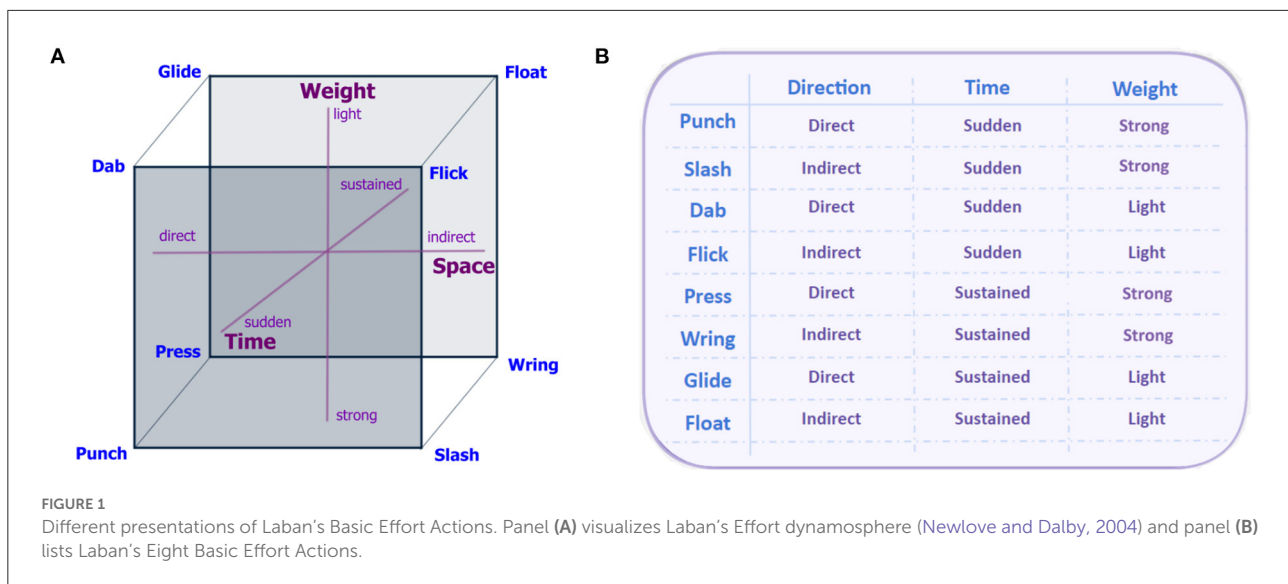 A
Glide
Float
Weight
light
Dab
Flick
sustained
direct
indirect
Space
sudden
Time
Press
Wring
strong
Punch
Slash
B
Direction Time Weight
Punch Direct Sudden Strong
Slash Indirect Sudden Strong
Dab Direct Sudden Light
Flick Indirect Sudden Light
Press Direct Sustained Strong
Wring Indirect Sustained Strong
Glide Direct Sustained Light
Float Indirect Sustained Light
FIGURE 1
Different presentations of Laban's Basic Effort Actions. Panel (A) visualizes Laban's Effort dynamosphere (Newlove and Dalby, 2004) and panel (B)
lists Laban's Eight Basic Effort Actions.